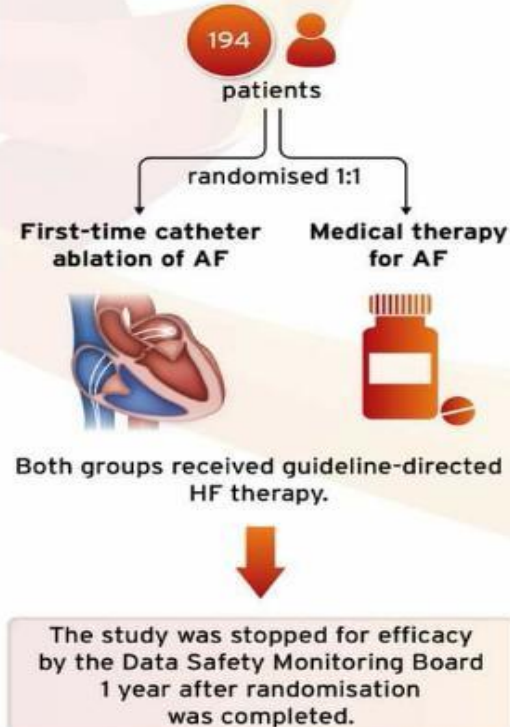 194
patients
randomised 1:1
First-time catheter
ablation of AF
Medical therapy
for AF
Both groups received guideline-directed
HF therapy.
The study was stopped for efficacy
by the Data Safety Monitoring Board
1 year after randomisation
was completed.